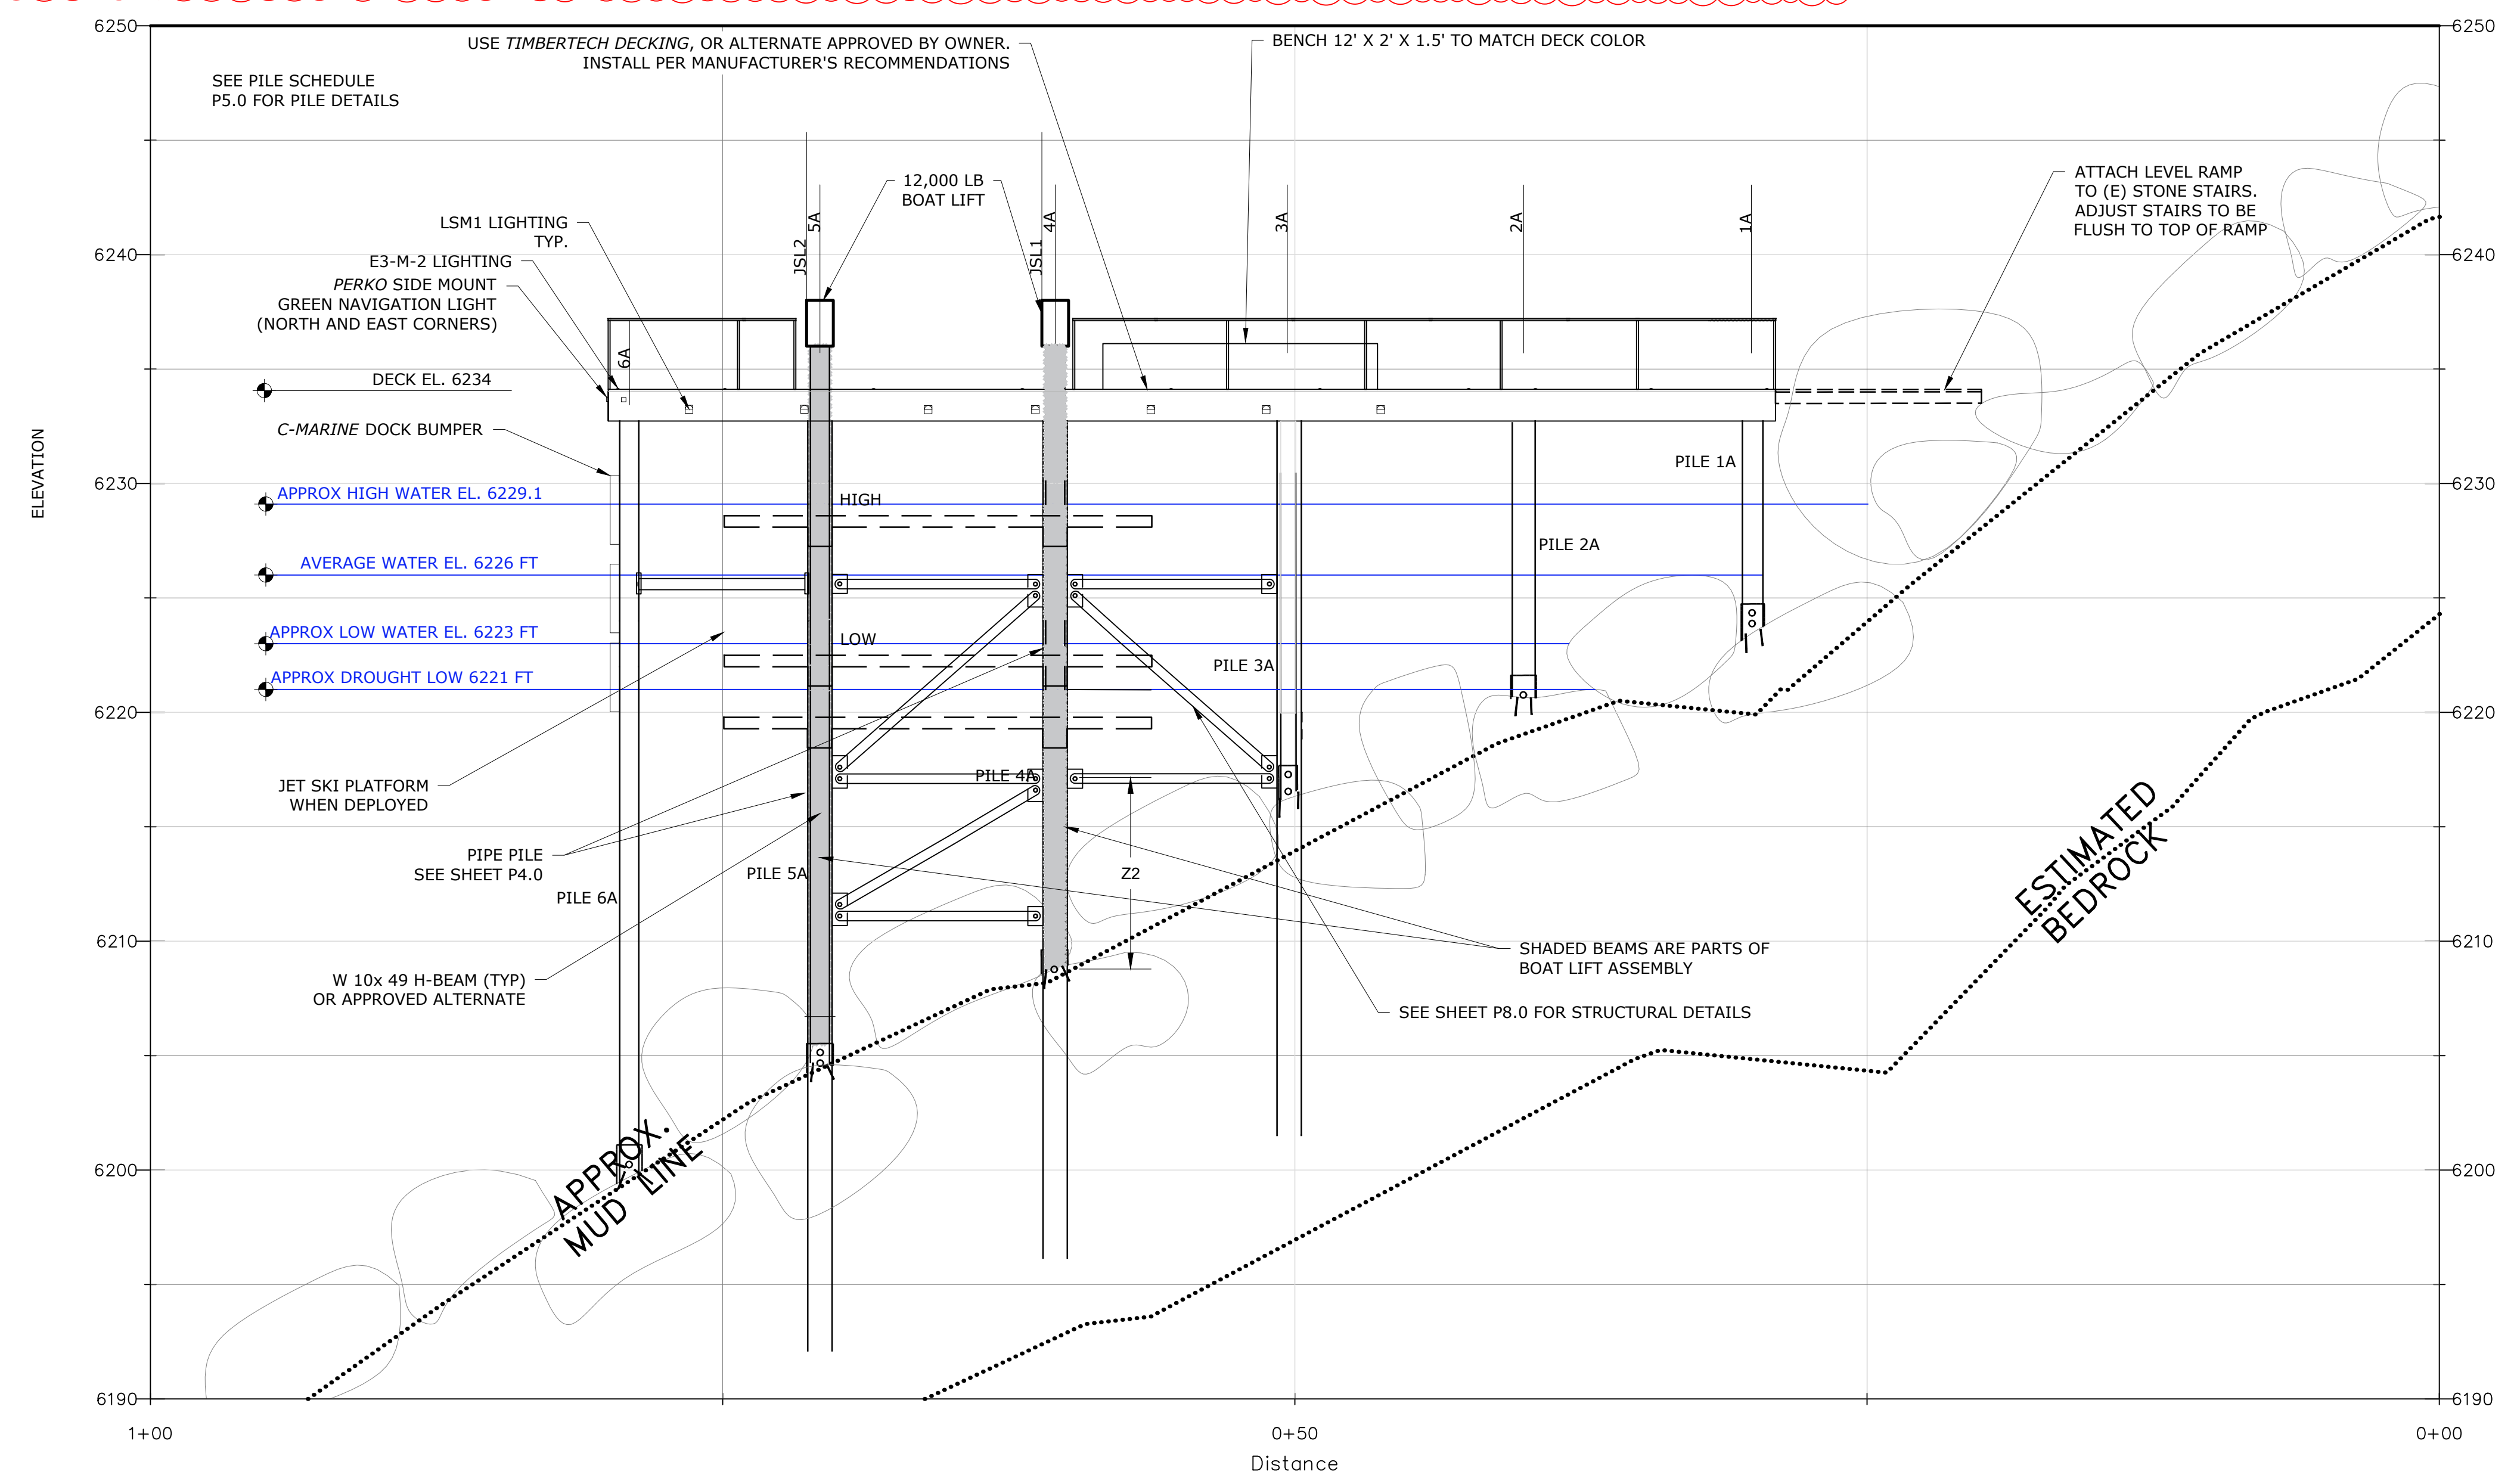 6250
6250
USE TIMBERTECH DECKING, OR ALTERNATE APPROVED BY OWNER.
INSTALL PER MANUFACTURER'S RECOMMENDATIONS
BENCH 12' X 2' X 1.5' TO MATCH DECK COLOR
SEE PILE SCHEDULE
P5.0 FOR PILE DETAILS
12,000 LB
BOAT LIFT
ATTACH LEVEL RAMP
TO (E) STONE STAIRS.
ADJUST STAIRS TO BE
FLUSH TO TOP OF RAMP
LSM1 LIGHTING
TYP.
JSL2
5A
JSL1
4A
3A
2A
1A
6240
6240
E3-M-2 LIGHTING
PERKO SIDE MOUNT
GREEN NAVIGATION LIGHT
(NORTH AND EAST CORNERS)
6A
DECK EL. 6234
C-MARINE DOCK BUMPER
ELEVATION
PILE 1A
6230
6230
APPROX HIGH WATER EL. 6229.1
HIGH
PILE 2A
AVERAGE WATER EL. 6226 FT
APPROX LOW WATER EL. 6223 FT
LOW
PILE 3A
APPROX DROUGHT LOW 6221 FT
6220
6220
PILE 4A
JET SKI PLATFORM
WHEN DEPLOYED
PIPE PILE
SEE SHEET P4.0
PILE 5A
Z2
PILE 6A
ESTIMATED
BEDROCK
6210
6210
SHADED BEAMS ARE PARTS OF
BOAT LIFT ASSEMBLY
W 10x 49 H-BEAM (TYP)
OR APPROVED ALTERNATE
SEE SHEET P8.0 FOR STRUCTURAL DETAILS
APPROX.
MUD LINE
6200
6200
6190
6190
1+00
0+50
0+00
Distance